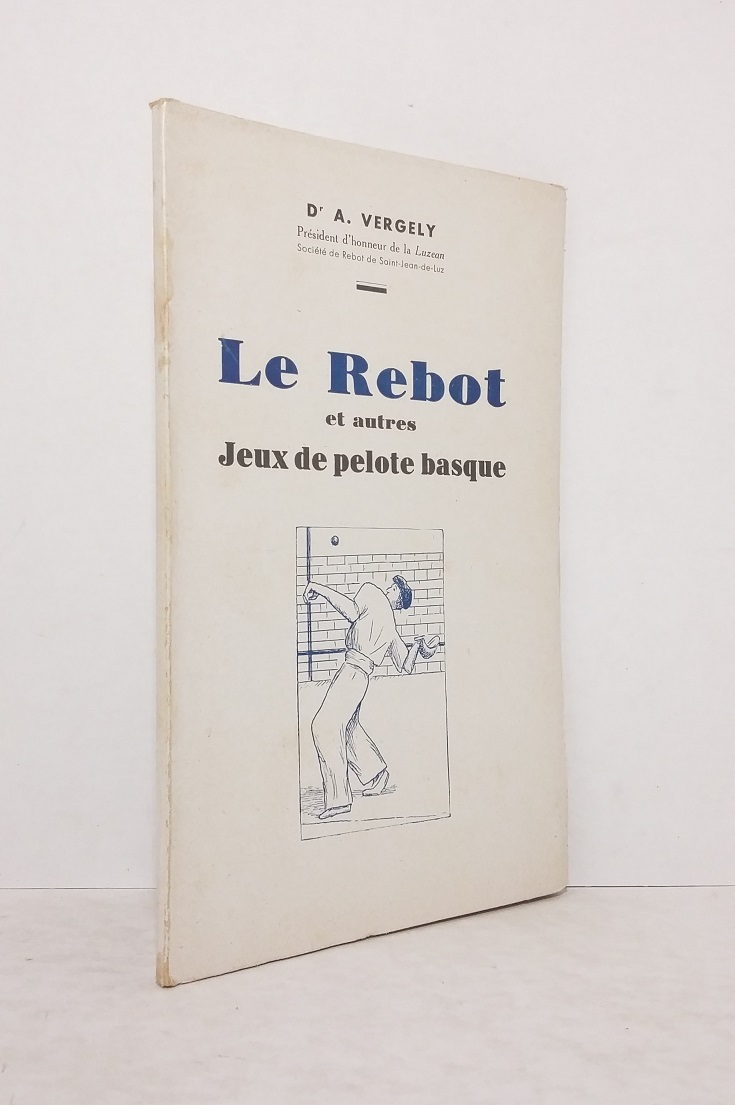 Dr A. VERGELY
Président d'honneur de la Luzean
Société de Rebot de Saint-Jean-de-Luz
Le Rebot
et autres
Jeux de pelote basque